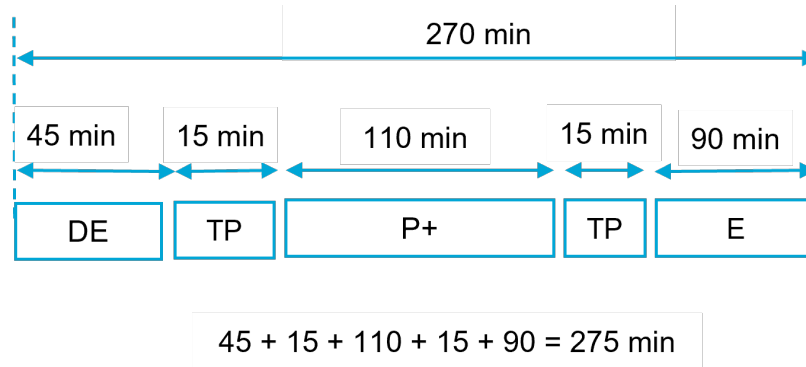 270 min
45 min 15 min 110 min 15 min 90 min
DE TP P+ TP E
45 + 15 + 110 + 15 + 90 = 275 min